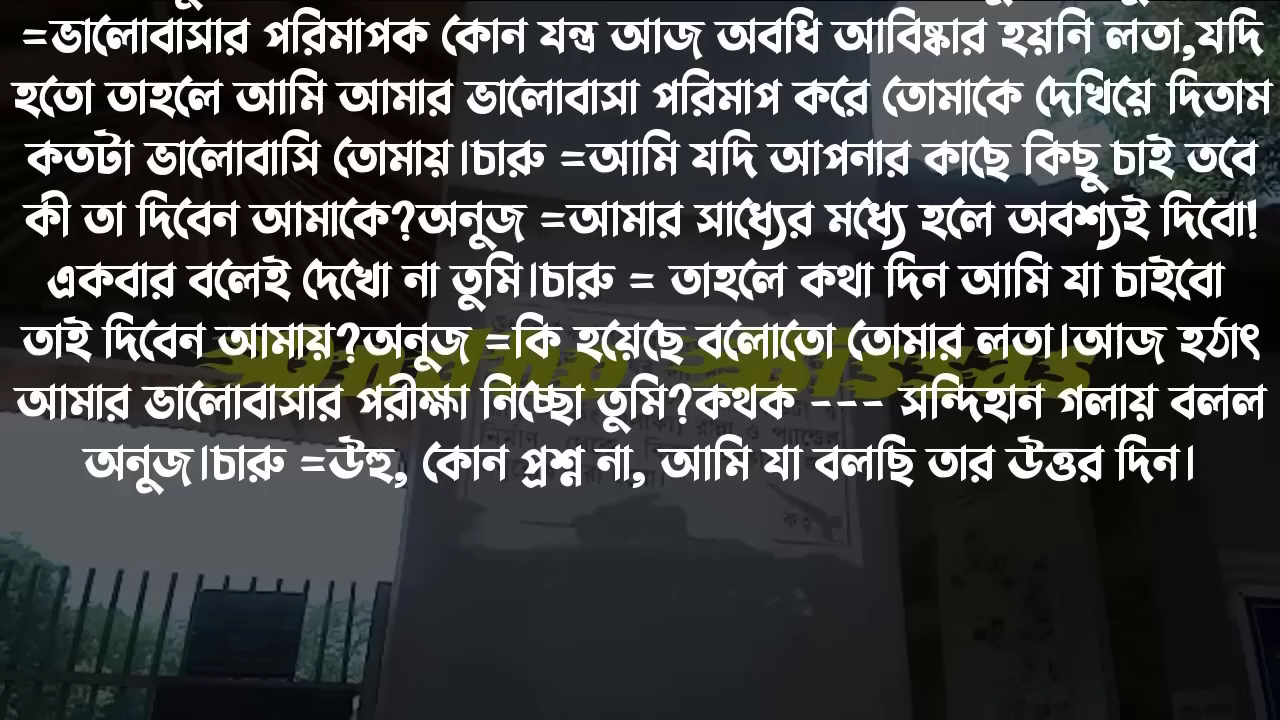 =ভালোবাসার পরিমাপক কোন যন্ত্র আজ অবধি আবিষ্কার হয়নি লতা,যদি
হতো তাহলে আমি আমার ভালোবাসা পরিমাপ করে তোমাকে দেখিয়ে দিতাম
কতটা ভালোবাসি তোমায়।চারু =আমি যদি আপনার কাছে কিছু চাই তবে
কী তা দিবেন আমাকে?অনুজ =আমার সাধ্যের মধ্যে হলে অবশ্যই দিবো!
একবার বলেই দেখো না তুমি।চারু = তাহলে কথা দিন আমি যা চাইবো
তাই দিবেন আমায়?অনুজ =কি হয়েছে বলোতো তোমার লতা।আজ হঠাৎ
আমার ভালোবাসার পরীক্ষা নিচ্ছো তুমি?কথক --- সন্দিহান গলায় বলল
অনুজ।চারু =উহু, কোন প্রশ্ন না, আমি যা বলছি তার উত্তর দিন।